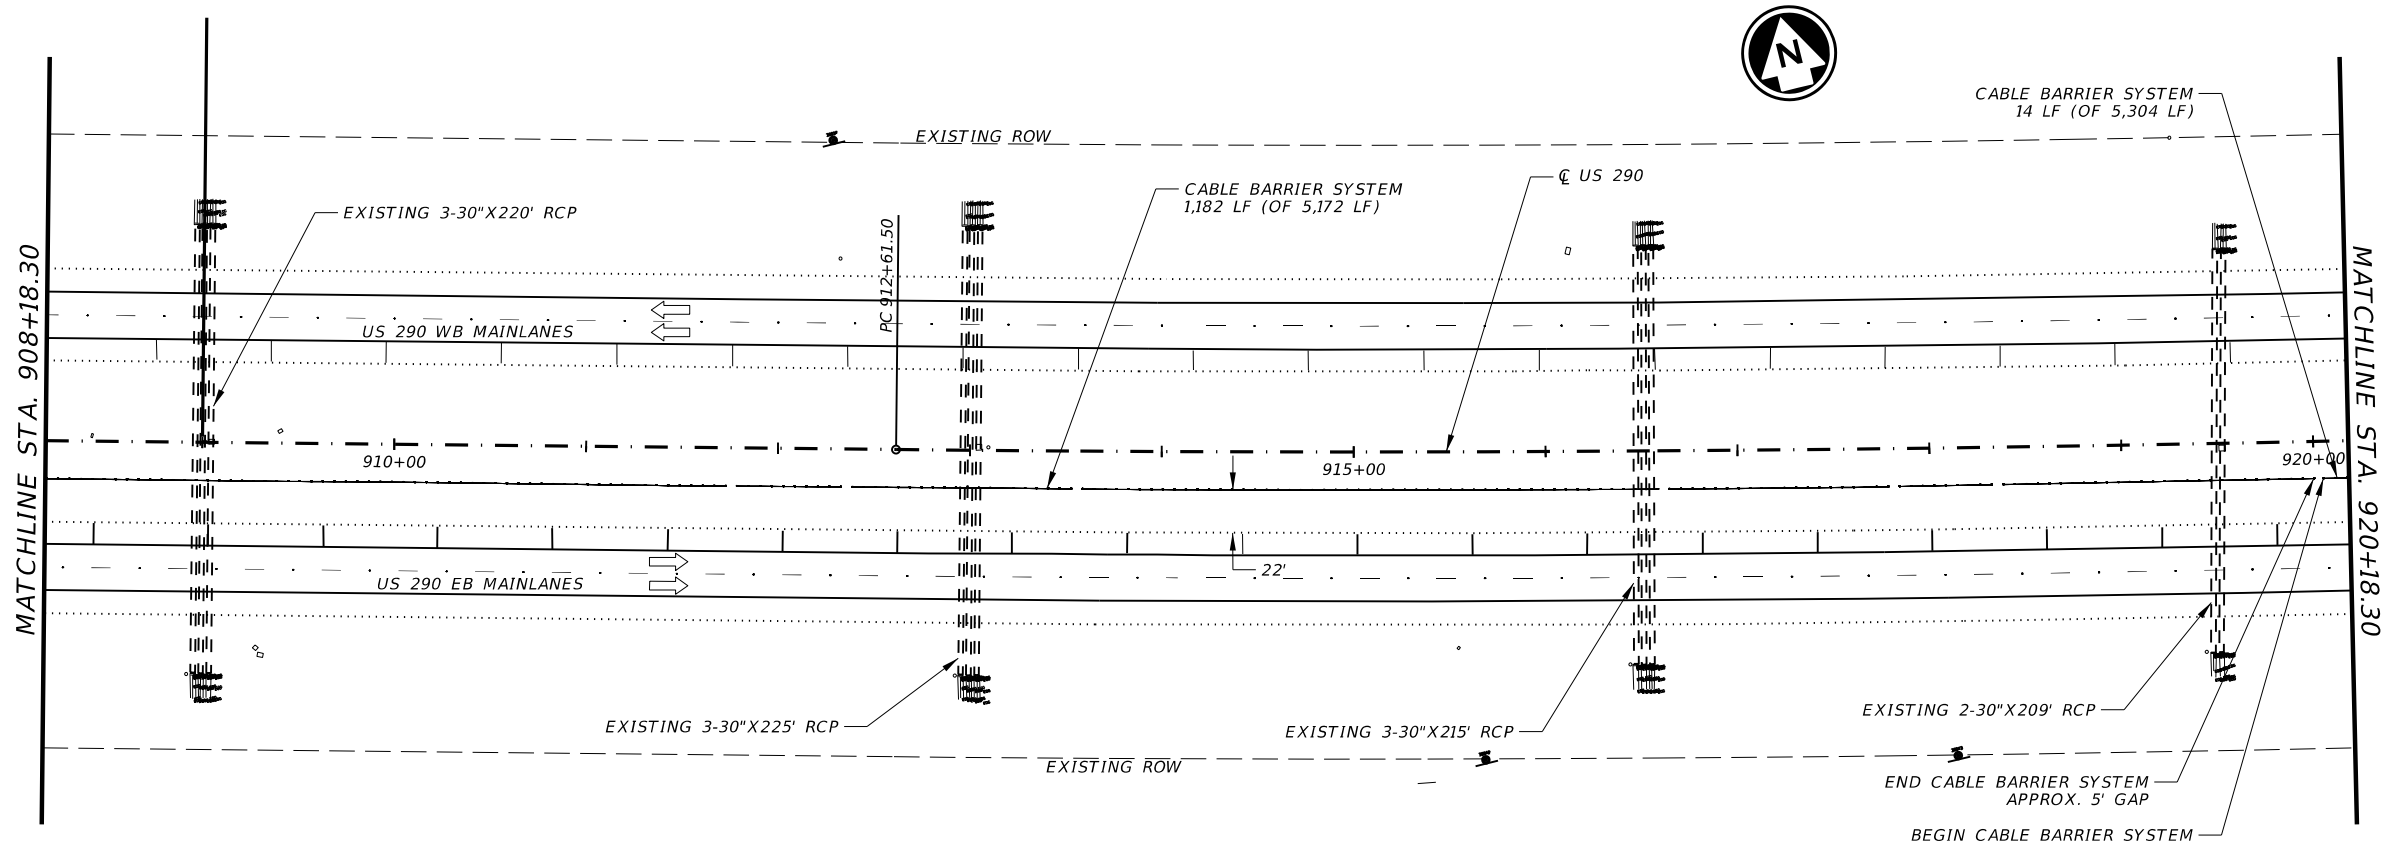 N
CABLE BARRIER SYSTEM
14 LF (OF 5,304 LF)
EXISTING ROW
℄ US 290
CABLE BARRIER SYSTEM
1,182 LF (OF 5,172 LF)
EXISTING 3-30"X220' RCP
PC 912+61.50
MATCHLINE STA. 908+18.30
MATCHLINE STA. 920+18.30
US 290 WB MAINLANES
910+00
915+00
920+00
22'
US 290 EB MAINLANES
EXISTING 3-30"X225' RCP
EXISTING 3-30"X215' RCP
EXISTING 2-30"X209' RCP
EXISTING ROW
END CABLE BARRIER SYSTEM
APPROX. 5' GAP
BEGIN CABLE BARRIER SYSTEM